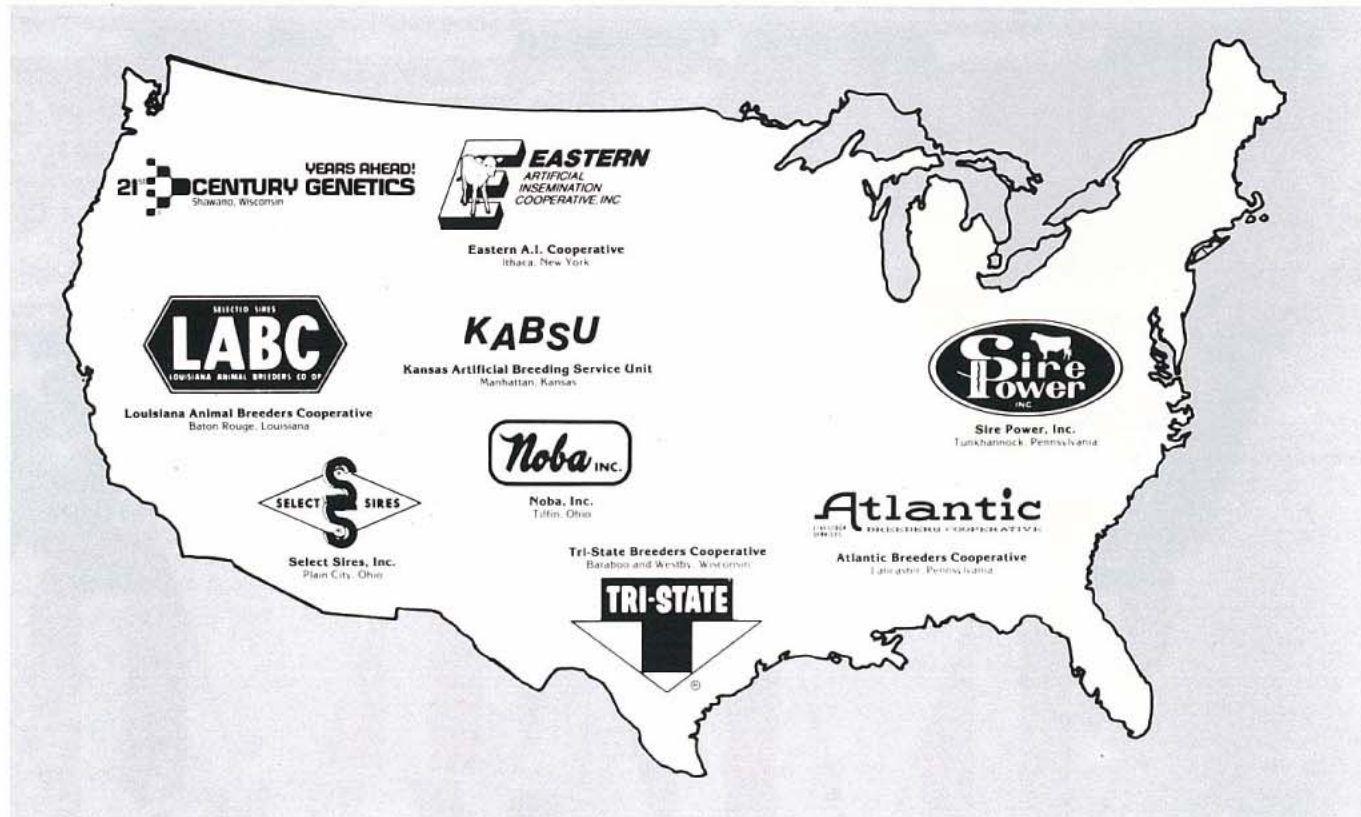 YEARS AHEAD!
21st CENTURY GENETICS
Shawano, Wisconsin
E EASTERN
ARTIFICIAL
INSEMINATION
COOPERATIVE, INC
Eastern A.I. Cooperative
Ithaca, New York
SELECTED SIRES
LABC
LOUISIANA ANIMAL BREEDERS CO OP
Louisiana Animal Breeders Cooperative
Baton Rouge, Louisiana
KABSU
Kansas Artificial Breeding Service Unit
Manhattan, Kansas
Sire
Power
INC
Sire Power, Inc.
Tunkhannock, Pennsylvania
Noba INC.
Noba, Inc.
Tiffin, Ohio
SELECT SIRES
Select Sires, Inc.
Plain City, Ohio
Atlantic
BREEDERS COOPERATIVE
Atlantic Breeders Cooperative
Lancaster, Pennsylvania
Tri-State Breeders Cooperative
Baraboo and Westby, Wisconsin
TRI-STATE
®